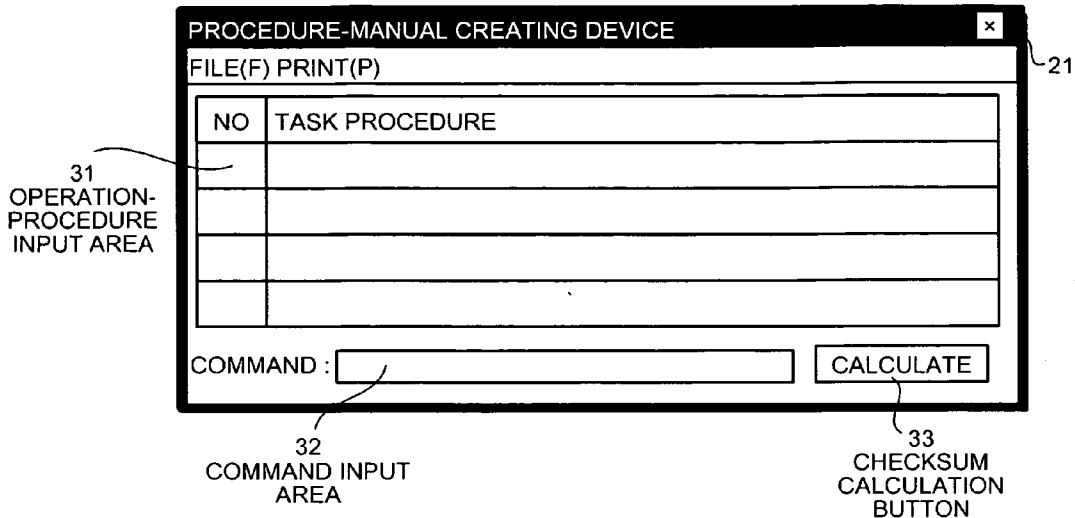 PROCEDURE-MANUAL CREATING DEVICE ×
21
FILE(F) PRINT(P)
NO TASK PROCEDURE
31
OPERATION-
PROCEDURE
INPUT AREA
COMMAND : CALCULATE
32
COMMAND INPUT
AREA
33
CHECKSUM
CALCULATION
BUTTON